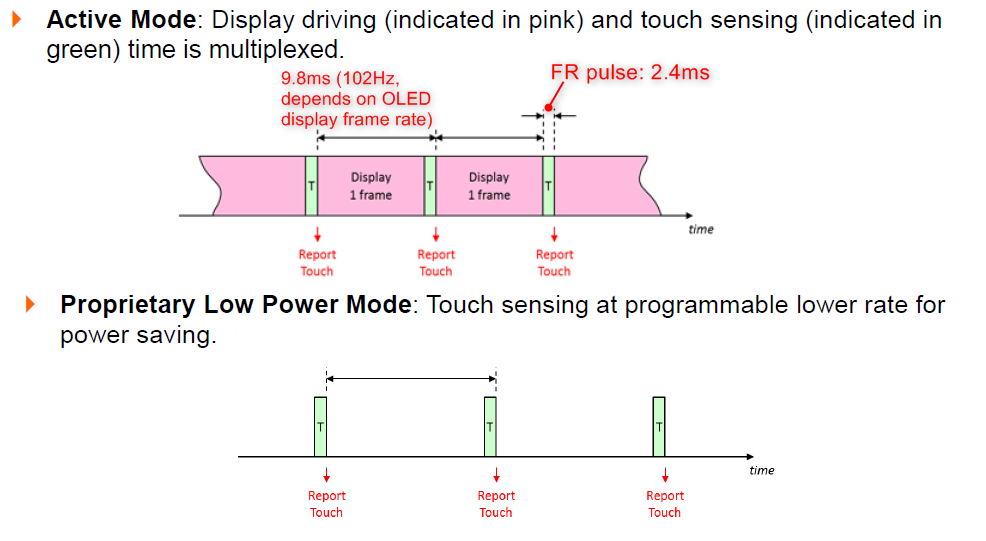 Active Mode: Display driving (indicated in pink) and touch sensing (indicated in
green) time is multiplexed.
9.8ms (102Hz,
depends on OLED
display frame rate)
FR pulse: 2.4ms
T
Display
1 frame
T
Display
1 frame
T
time
Report
Touch
Report
Touch
Report
Touch
Proprietary Low Power Mode: Touch sensing at programmable lower rate for
power saving.
T
T
T
time
Report
Touch
Report
Touch
Report
Touch